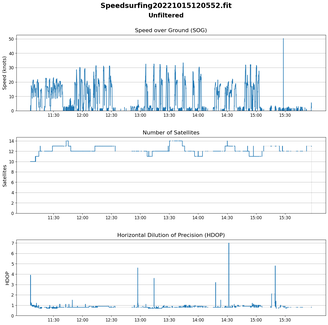 Speedsurfing20221015120552.fit
Unfiltered
Speed over Ground (SOG)
50
40
30
20
10
0
Speed (knots)
11:30 12:00 12:30 13:00 13:30 14:00 14:30 15:00 15:30
Number of Satellites
14
12
10
8
6
4
2
0
Satellites
11:30 12:00 12:30 13:00 13:30 14:00 14:30 15:00 15:30
Horizontal Dilution of Precision (HDOP)
7
6
5
4
3
2
1
0
HDOP
11:30 12:00 12:30 13:00 13:30 14:00 14:30 15:00 15:30